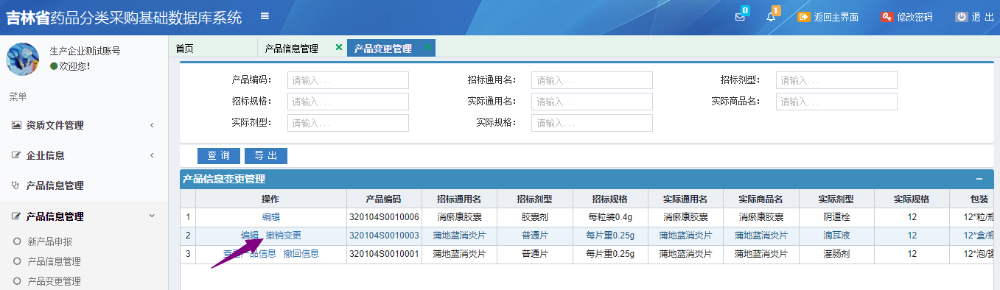 吉林省药品分类采购基础数据库系统
0
1
返回主界面
修改密码
退 出
生产企业测试账号
欢迎您!
菜单
资质文件管理
企业信息
产品信息管理
产品信息管理
新产品申报
产品信息管理
产品变更管理
首页 产品信息管理 产品变更管理
产品编码: 请输入... 招标通用名: 请输入... 招标剂型: 请输入...
招标规格: 请输入... 实际通用名: 请输入... 实际商品名: 请输入...
实际剂型: 请输入... 实际规格: 请输入...
查 询 导 出
产品信息变更管理
操作 产品编码 招标通用名 招标剂型 招标规格 实际通用名 实际商品名 实际剂型 实际规格 包装
1 编辑 320104S0010006 消瘀康胶囊 胶囊剂 每粒装0.4g 消瘀康胶囊 消瘀康胶囊 阴道栓 12 12*粒/瓶
2 编辑 撤销变更 320104S0010003 蒲地蓝消炎片 普通片 每片重0.25g 蒲地蓝消炎片 蒲地蓝消炎片 滴耳液 12 12*盒/瓶
3 查看产品信息 撤回信息 320104S0010001 蒲地蓝消炎片 普通片 每片重0.25g 蒲地蓝消炎片 蒲地蓝消炎片 灌肠剂 12 12*泡/罐